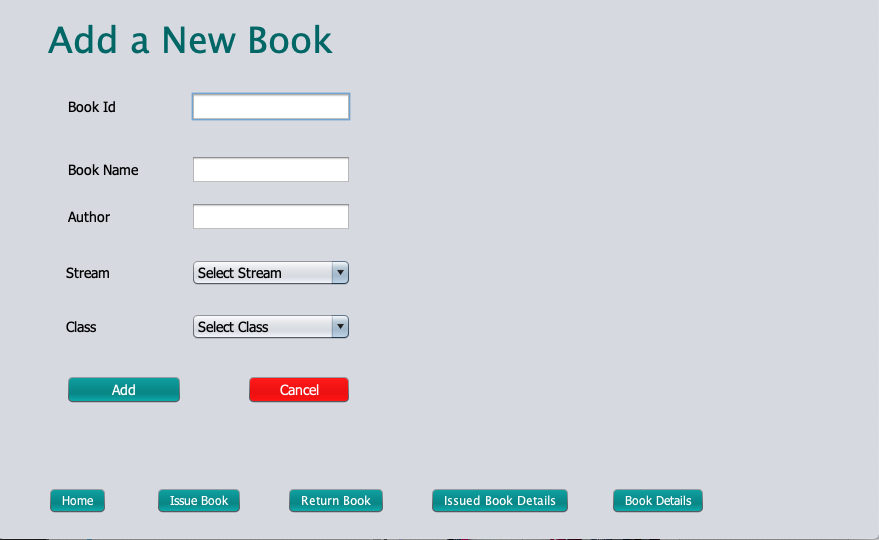 Add a New Book
Book Id
Book Name
Author
Stream Select Stream
Class Select Class
Add Cancel
Home Issue Book Return Book Issued Book Details Book Details